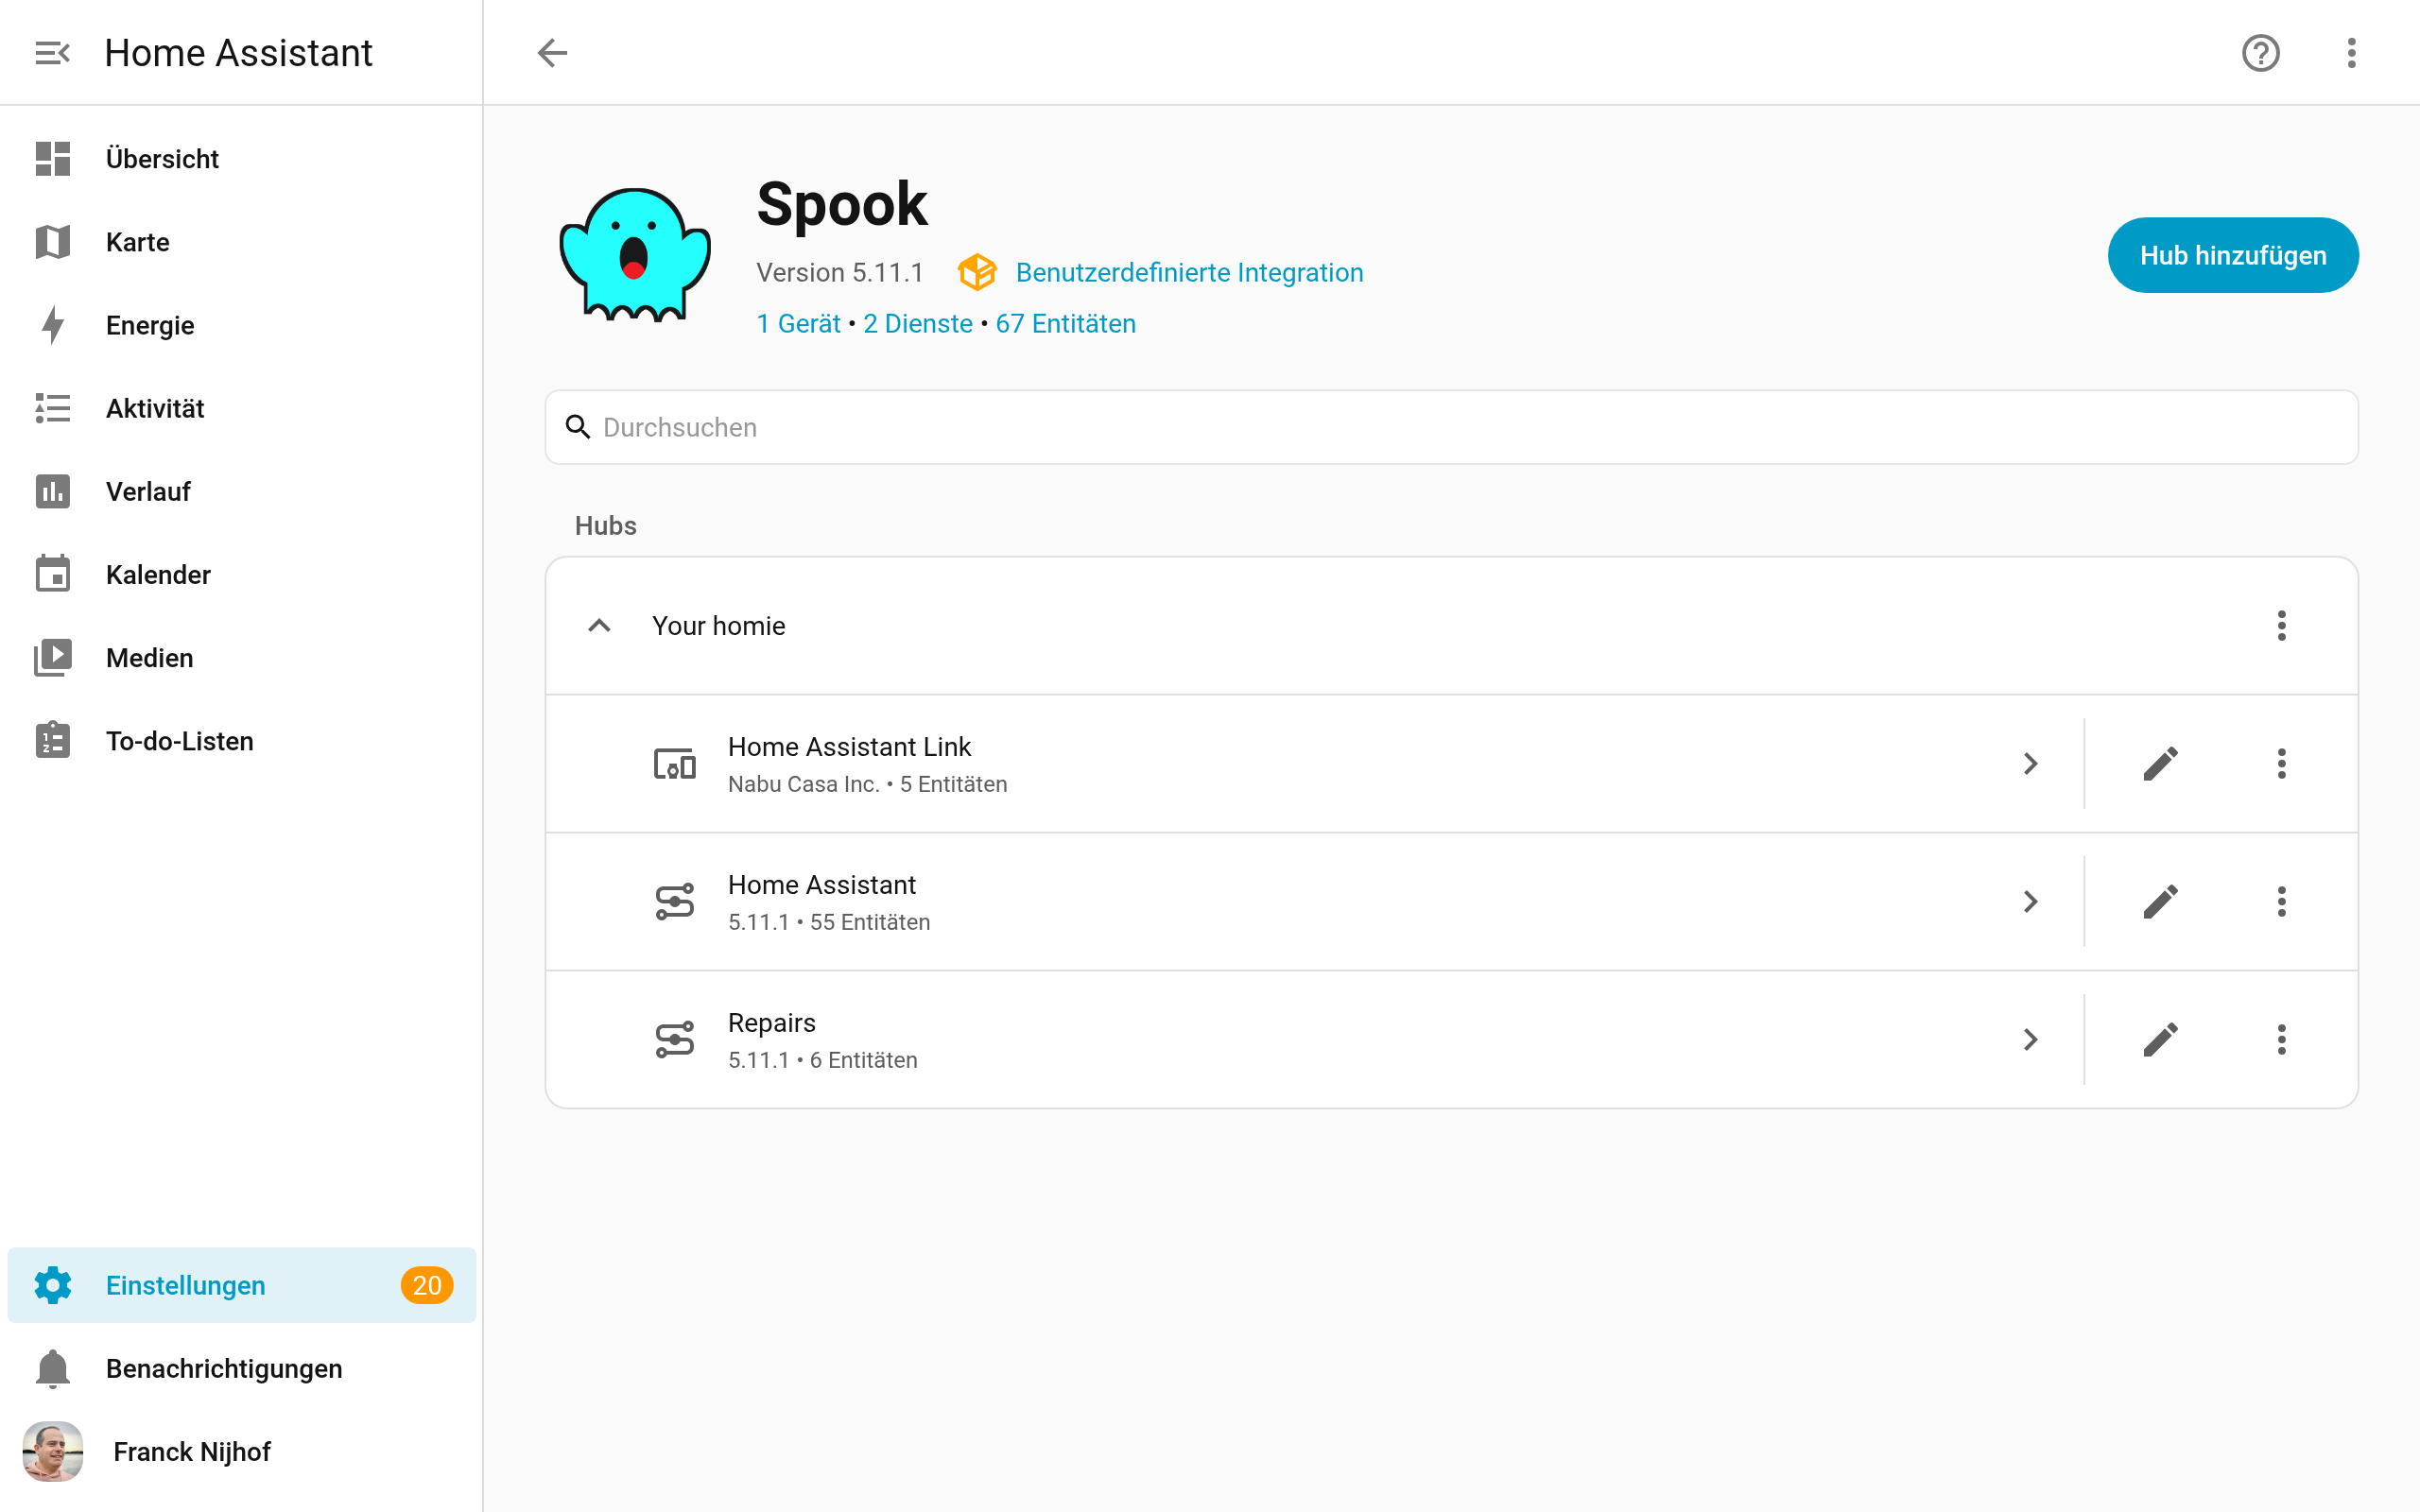 Home Assistant
Übersicht
Karte
Energie
Aktivität
Verlauf
Kalender
Medien
To-do-Listen
Einstellungen 20
Benachrichtigungen
Franck Nijhof
Spook
Version 5.11.1 Benutzerdefinierte Integration
1 Gerät • 2 Dienste • 67 Entitäten
Hub hinzufügen
Durchsuchen
Hubs
Your homie
Home Assistant Link
Nabu Casa Inc. • 5 Entitäten
Home Assistant
5.11.1 • 55 Entitäten
Repairs
5.11.1 • 6 Entitäten